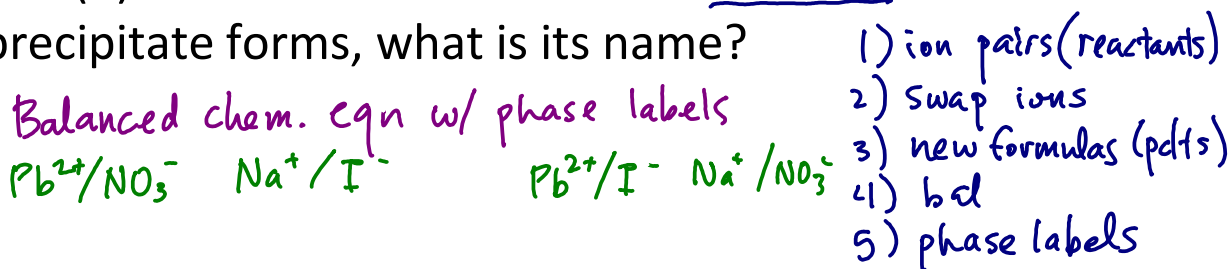 precipitate forms, what is its name?
Balanced chem. eqn w/ phase labels
Pb²⁺/NO₃⁻ Na⁺/I⁻ Pb²⁺/I⁻ Na⁺/NO₃⁻
1) ion pairs (reactants)
2) swap ions
3) new formulas (pdts)
4) bal
5) phase labels